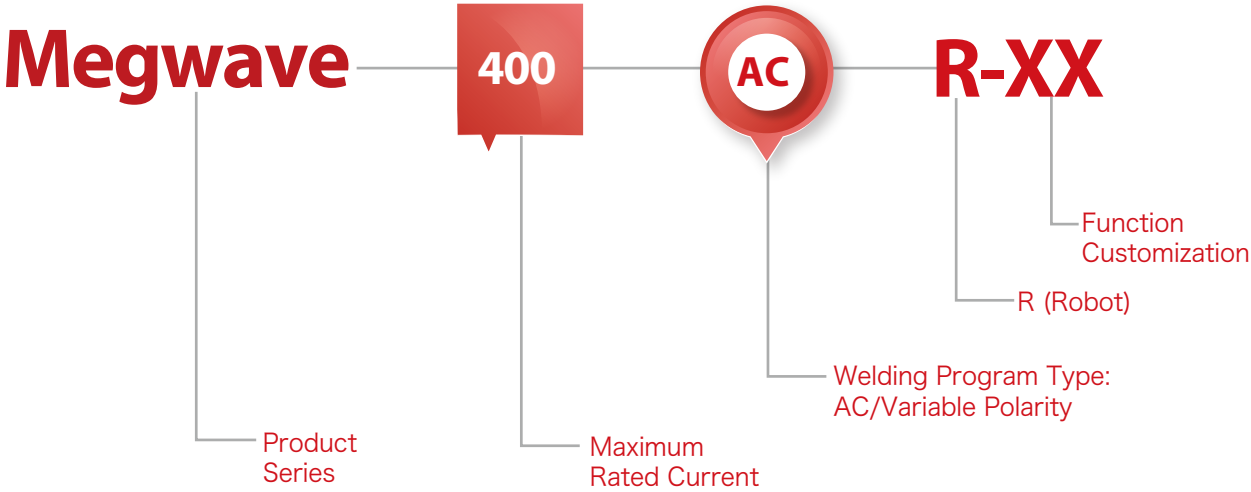 Megwave 400 AC R-XX
Function
Customization
R (Robot)
Welding Program Type:
AC/Variable Polarity
Product
Series
Maximum
Rated Current